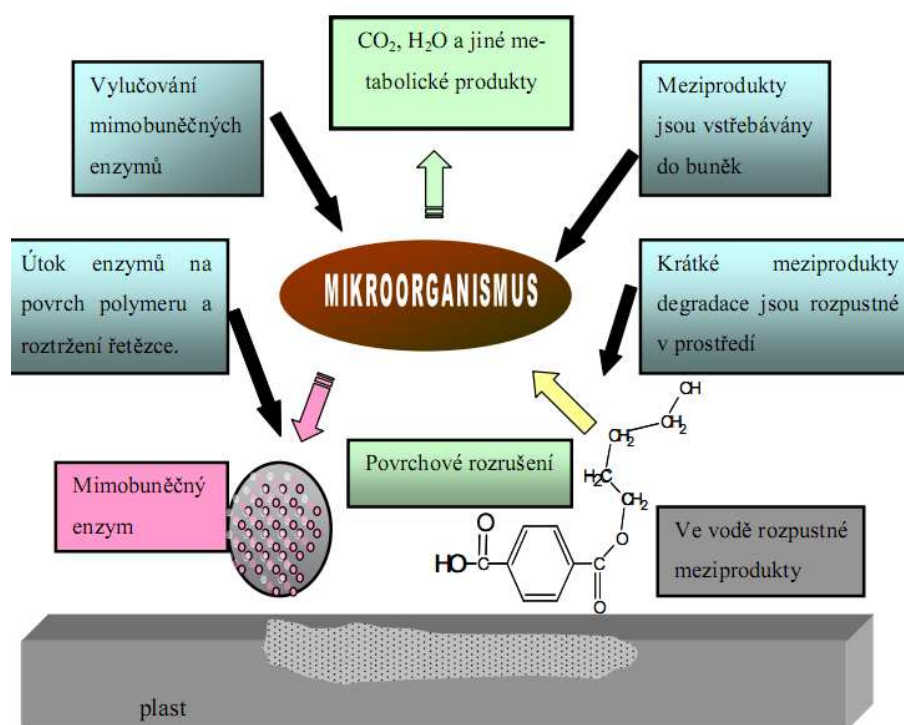 CO₂, H₂O a jiné me-
tabolické produkty
Vylučování
mimobuněčných
enzymů
Meziprodukty
jsou vstřebávány
do buněk
Útok enzymů na
povrch polymeru a
roztržení řetězce.
MIKROORGANISMUS
Krátké meziprodukty
degradace jsou rozpustné
v prostředí
Mimobuněčný
enzym
Povrchové rozrušení
OH
CH₂
CH₂
H₂C
CH₂
O
O
HO C
C
O
Ve vodě rozpustné
meziprodukty
plast